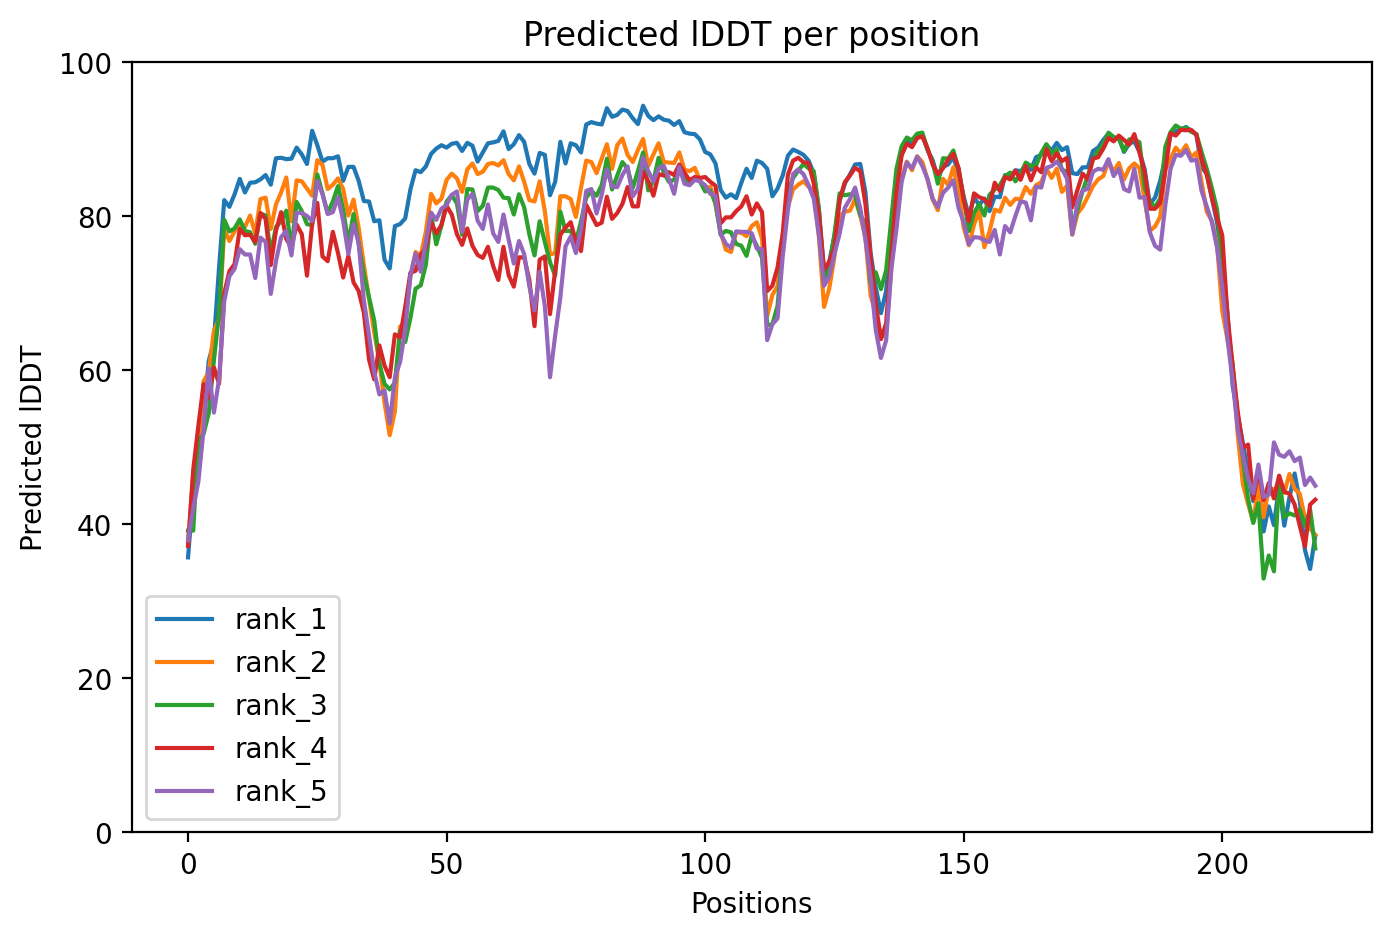 Predicted lDDT per position
100
80
60
40
20
0
Predicted lDDT
rank_1
rank_2
rank_3
rank_4
rank_5
0 50 100 150 200
Positions